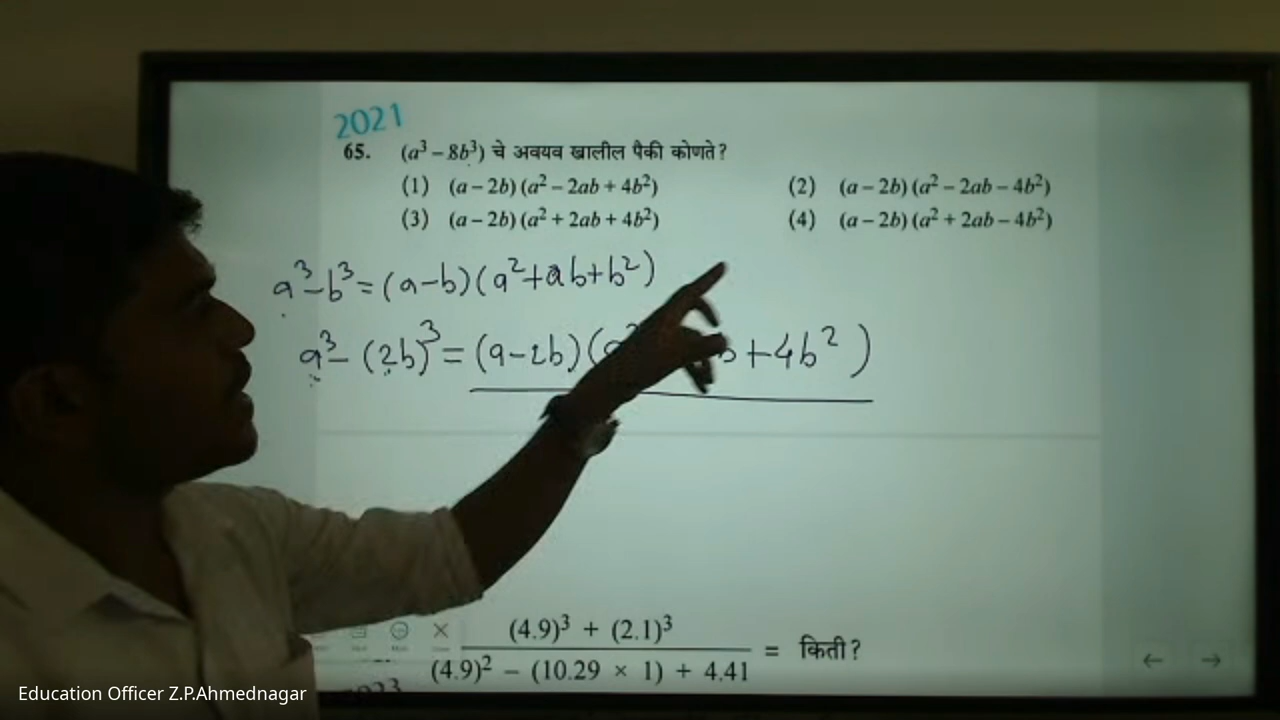 2021
65. (a³ – 8b³) चे अवयव खालील पैकी कोणते?
(1) (a – 2b) (a² – 2ab + 4b²) (2) (a – 2b) (a² – 2ab – 4b²)
(3) (a – 2b) (a² + 2ab + 4b²) (4) (a – 2b) (a² + 2ab – 4b²)
a³-b³=(a-b)(a²+ab+b²)
a³-(2b)³=(a-2b)( b+4b²)
(4.9)³ + (2.1)³
(4.9)² – (10.29 × 1) + 4.41
= किती?
Education Officer Z.P.Ahmednagar